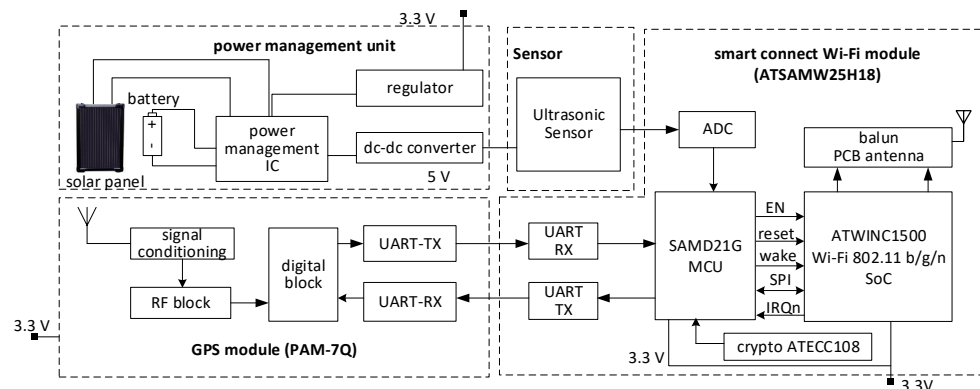 3.3 V
power management unit
battery
+
-
solar panel
power
management
IC
regulator
dc-dc converter
5 V
Sensor
Ultrasonic
Sensor
smart connect Wi-Fi module
(ATSAMW25H18)
ADC
balun
PCB antenna
SAMD21G
MCU
EN
reset
wake
SPI
IRQn
ATWINC1500
Wi-Fi 802.11 b/g/n
SoC
crypto ATECC108
3.3 V
3.3V
signal
conditioning
RF block
digital
block
UART-TX
UART-RX
UART
RX
UART
TX
3.3 V
GPS module (PAM-7Q)